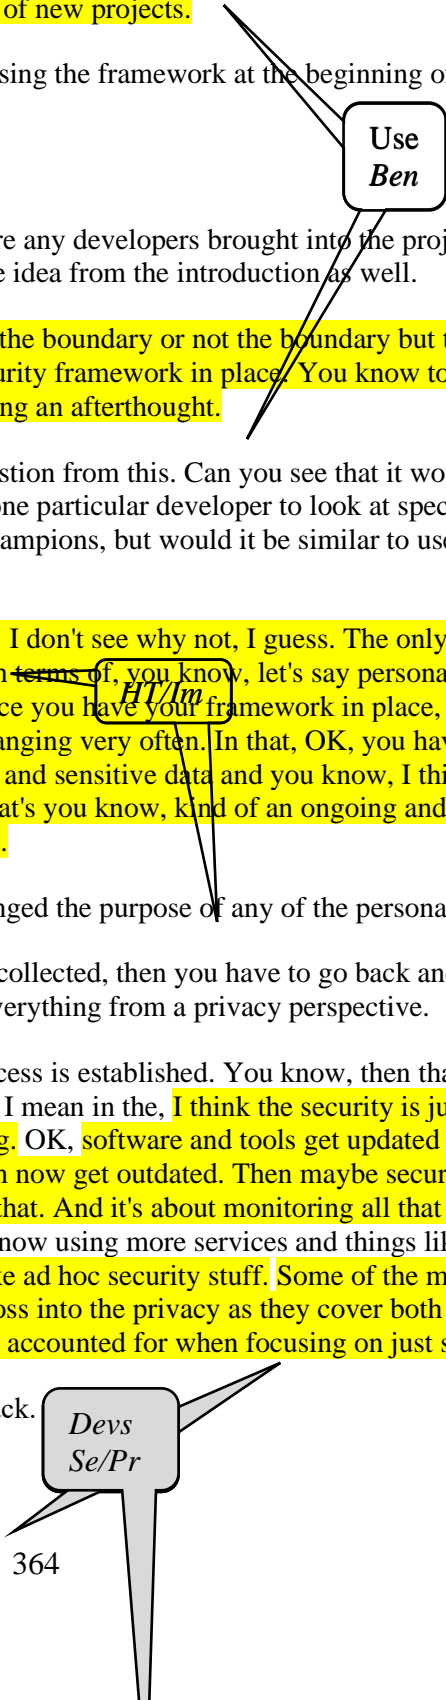 of new projects.
sing the framework at the beginning o
Use
Ben
re any developers brought into the proj
e idea from the introduction as well.
the boundary or not the boundary but t
urity framework in place. You know to
ng an afterthought.
stion from this. Can you see that it wo
one particular developer to look at spec
ampions, but would it be similar to use
I don't see why not, I guess. The only
n terms of, you know, let's say persona
HT/Im
ce you have your framework in place,
anging very often. In that, OK, you hav
and sensitive data and you know, I thi
at's you know, kind of an ongoing and
.
nged the purpose of any of the persona
collected, then you have to go back an
verything from a privacy perspective.
cess is established. You know, then tha
I mean in the, I think the security is ju
g. OK, software and tools get updated
n now get outdated. Then maybe secur
that. And it's about monitoring all that
now using more services and things lik
ke ad hoc security stuff. Some of the m
oss into the privacy as they cover both
accounted for when focusing on just s
ck.
Devs
Se/Pr
364